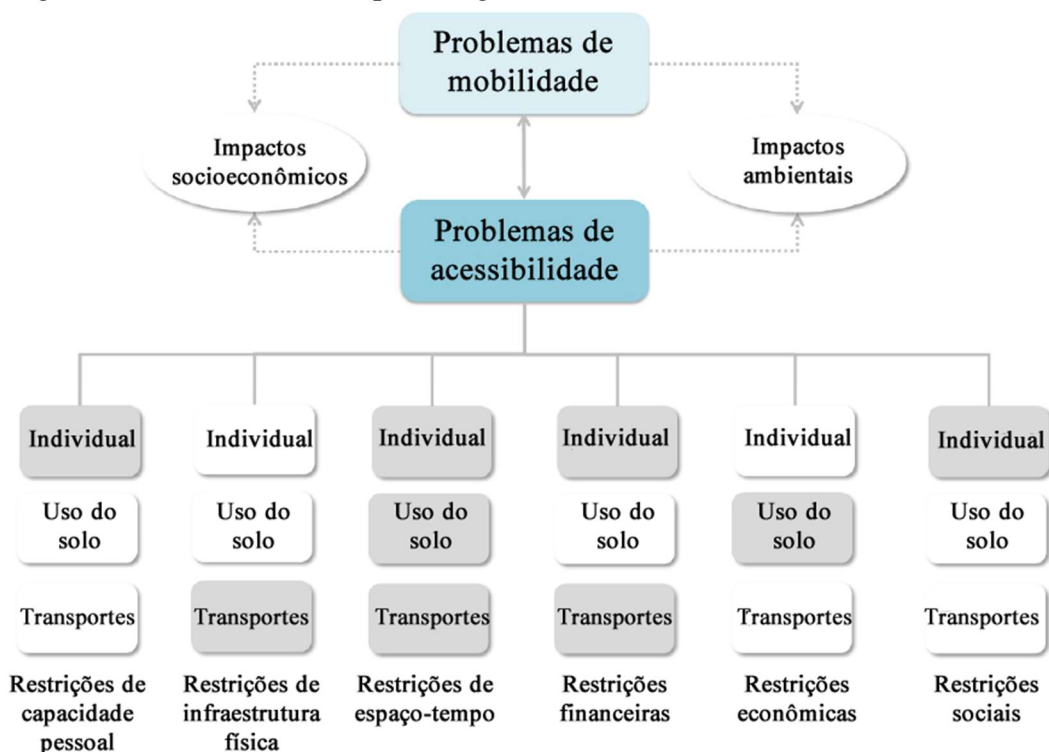 Problemas de
mobilidade
Impactos
socioeconômicos
Impactos
ambientais
Problemas de
acessibilidade
Individual
Individual
Individual
Individual
Individual
Individual
Uso do
solo
Uso do
solo
Uso do
solo
Uso do
solo
Uso do
solo
Uso do
solo
Transportes
Transportes
Transportes
Transportes
Transportes
Transportes
Restrições de
capacidade
pessoal
Restrições de
infraestrutura
física
Restrições de
espaço-tempo
Restrições
financeiras
Restrições
econômicas
Restrições
sociais